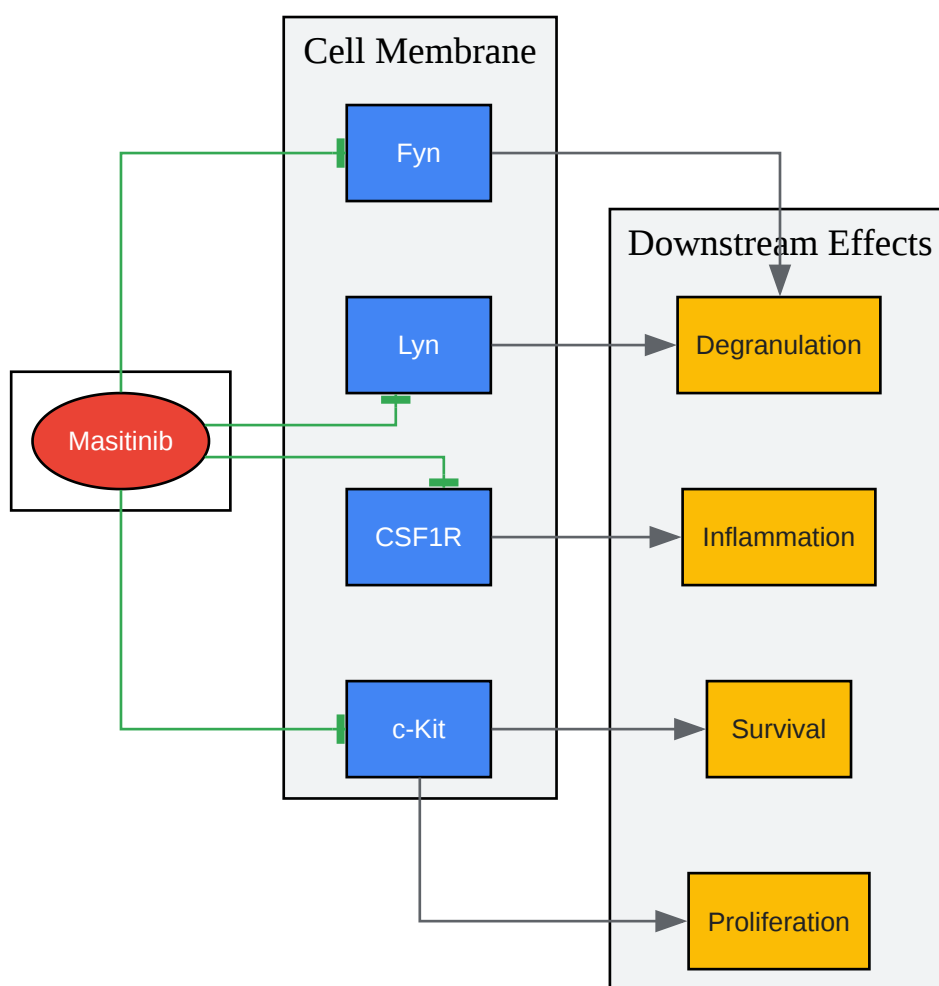 Cell Membrane
Fyn
Downstream Effects
Lyn
Degranulation
Masitinib
CSF1R
Inflammation
c-Kit
Survival
Proliferation